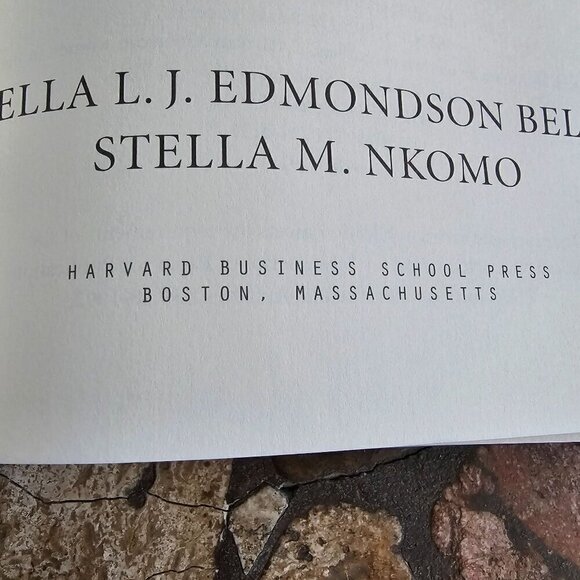 ELLA L. J. EDMONDSON BEL
STELLA M. NKOMO
HARVARD BUSINESS SCHOOL PRESS
BOSTON, MASSACHUSETTS